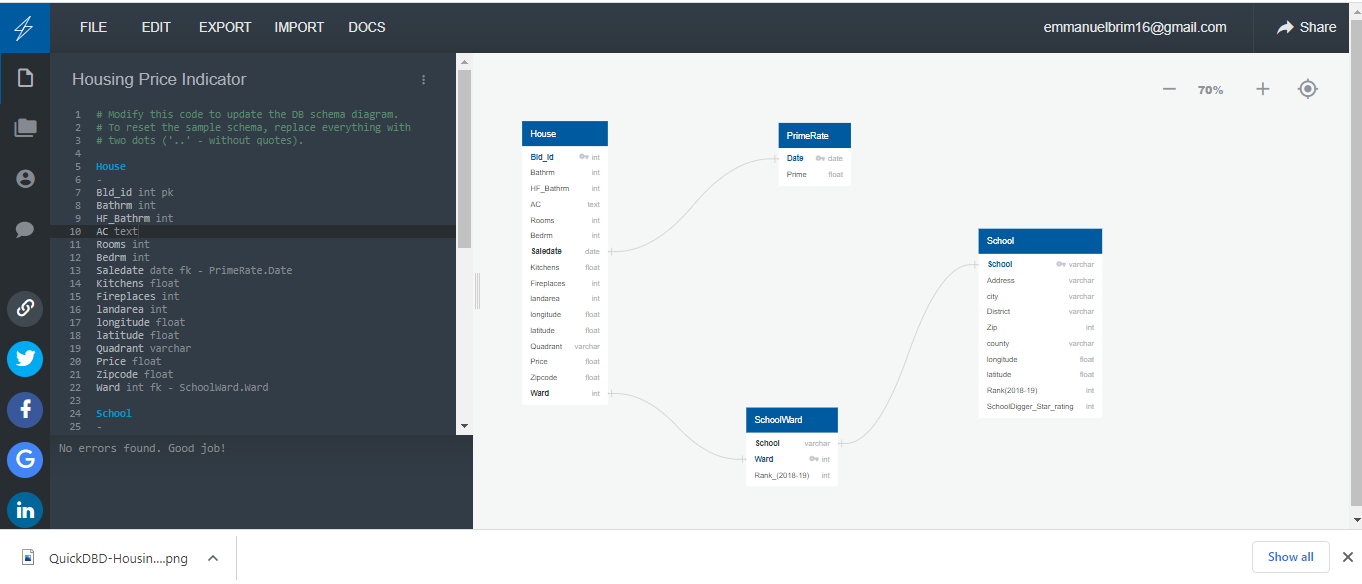 FILE EDIT EXPORT IMPORT DOCS emmanuelbrim16@gmail.com Share
Housing Price Indicator
1 # Modify this code to update the DB schema diagram.
2 # To reset the sample schema, replace everything with
3 # two dots ('..' - without quotes).
4
5 House
6 -
7 Bld_id int pk
8 Bathrm int
9 HF_Bathrm int
10 AC text
11 Rooms int
12 Bedrm int
13 Saledate date fk - PrimeRate.Date
14 Kitchens float
15 Fireplaces int
16 landarea int
17 longitude float
18 latitude float
19 Quadrant varchar
20 Price float
21 Zipcode float
22 Ward int fk - SchoolWard.Ward
23
24 School
25 -
No errors found. Good job!
70%
House
Bld_id int
Bathrm int
HF_Bathrm int
AC text
Rooms int
Bedrm int
Saledate date
Kitchens float
Fireplaces int
landarea int
longitude float
latitude float
Quadrant varchar
Price float
Zipcode float
Ward int
PrimeRate
Date date
Prime float
School
School varchar
Address varchar
city varchar
District varchar
Zip int
county varchar
longitude float
latitude float
Rank(2018-19) int
SchoolDigger_Star_rating int
SchoolWard
School varchar
Ward int
Rank_(2018-19) int
QuickDBD-Housin....png
Show all